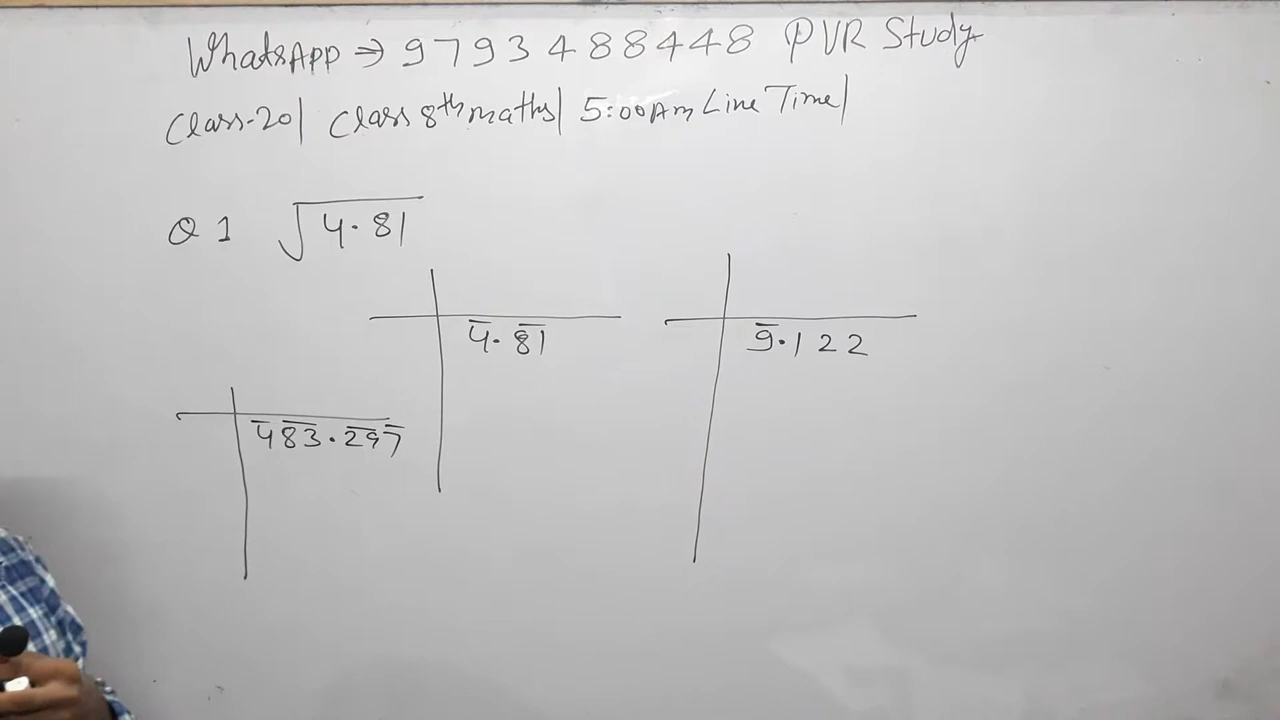 WhatsApp ⇒ 9793488448 PVR Study
Class-20| Class 8th maths| 5:00Am Line Time|
Q 1 √4.81
4.81
9.122
483.297